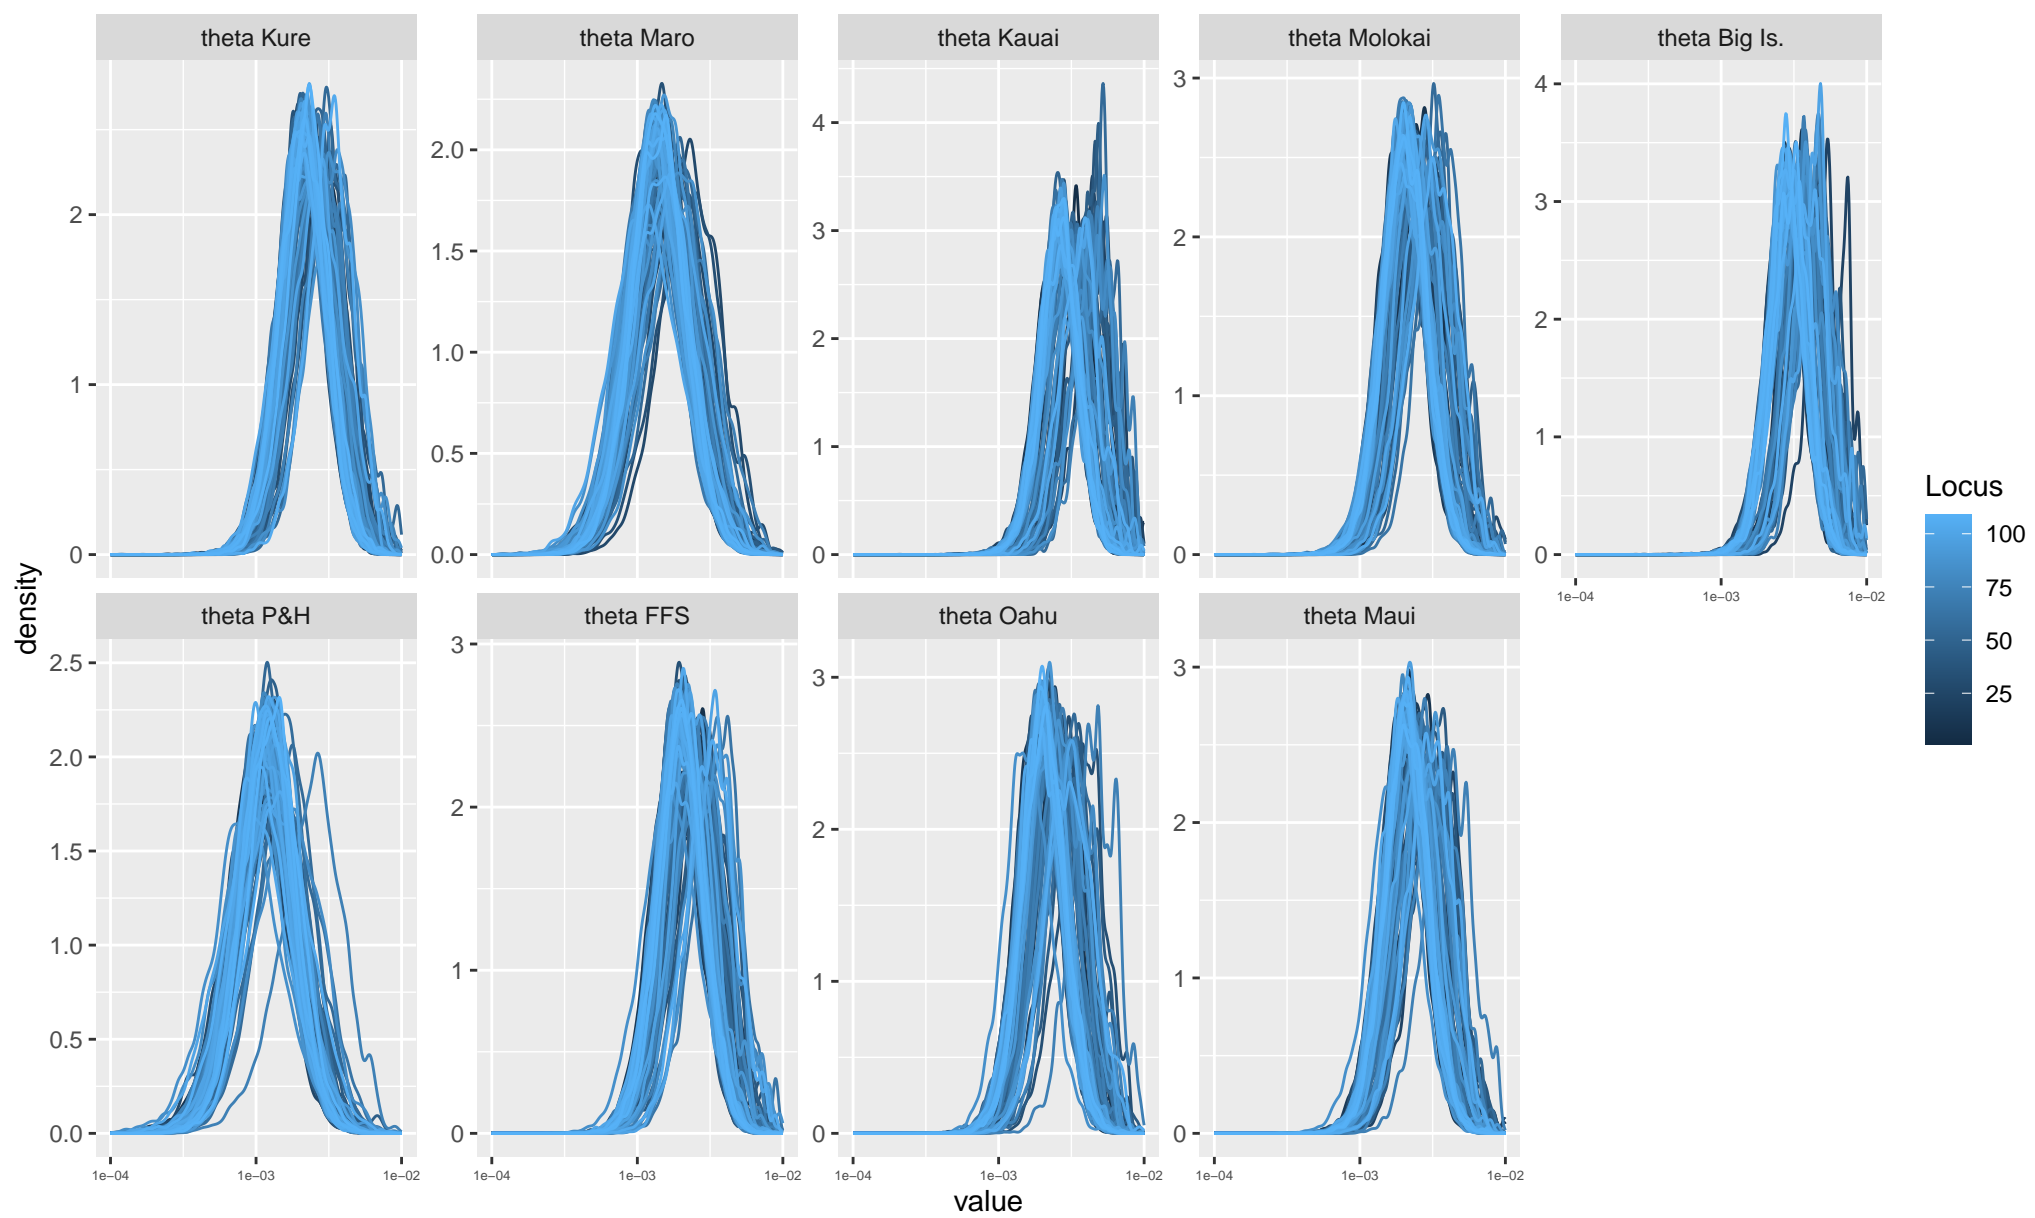 theta Kure
theta Maro
theta Kauai
theta Molokai
theta Big Is.
2
1
0
2.0
1.5
1.0
0.5
0.0
4
3
2
1
0
3
2
1
0
4
3
2
1
0
1e−04
1e−03
1e−02
theta P&H
theta FFS
theta Oahu
theta Maui
2.5
2.0
1.5
1.0
0.5
0.0
3
2
1
0
3
2
1
0
3
2
1
0
1e−04
1e−03
1e−02
1e−04
1e−03
1e−02
1e−04
1e−03
1e−02
1e−04
1e−03
1e−02
density
value
Locus
100
75
50
25